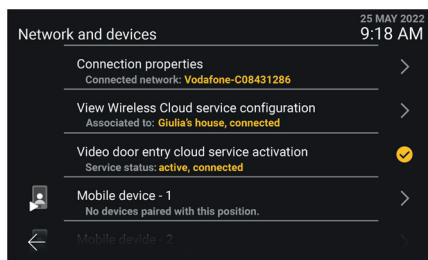 25 MAY 2022
Network and devices
9:18 AM
Connection properties
Connected network: Vodafone-C08431286
View Wireless Cloud service configuration
Associated to: Giulia's house, connected
Video door entry cloud service activation
Service status: active, connected
Mobile device - 1
No devices paired with this position.
Mobile devide - 2